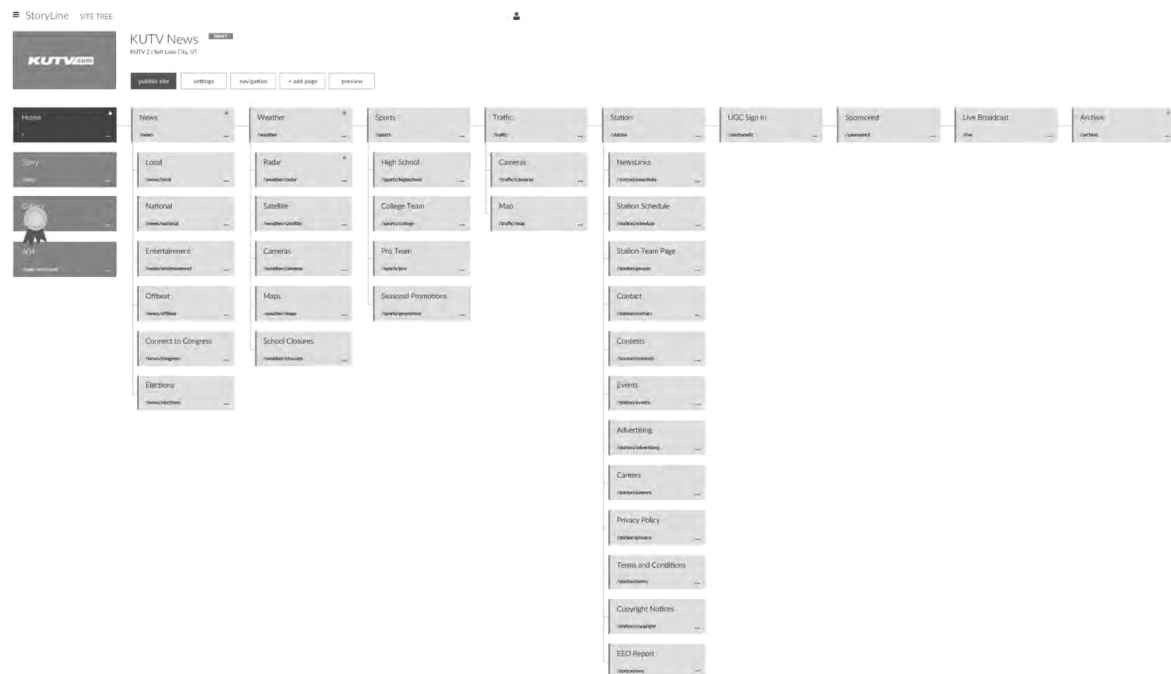 StoryLine SITE TREE
KUTV.com
KUTV News DRAFT
KUTV 2 | Salt Lake City, UT
publish site settings navigation + add page preview
Home
/
Story
404
News
/news
Local
/news/local
National
/news/national
Entertainment
/news/entertainment
Offbeat
/news/offbeat
Connect to Congress
/news/congress
Elections
/news/elections
Weather
/weather
Radar
/weather/radar
Satellite
/weather/satellite
Cameras
/weather/cameras
Maps
/weather/maps
School Closures
/weather/closures
Sports
/sports
High School
/sports/highschool
College Team
/sports/college
Pro Team
/sports/pro
Seasonal Promotions
/sports/promotion
Traffic
/traffic
Cameras
/traffic/cameras
Map
/traffic/map
Station
/station
NewsLinks
/station/newslinks
Station Schedule
/station/schedule
Station Team Page
/station/people
Contact
/station/contact
Contests
/station/contests
Events
/station/events
Advertising
/station/advertising
Careers
/station/careers
Privacy Policy
/station/privacy
Terms and Conditions
/station/terms
Copyright Notices
/station/copyright
EEO Report
/station/eeo
UGC Sign In
Sponsored
/sponsored
Live Broadcast
/live
Archive
/archive